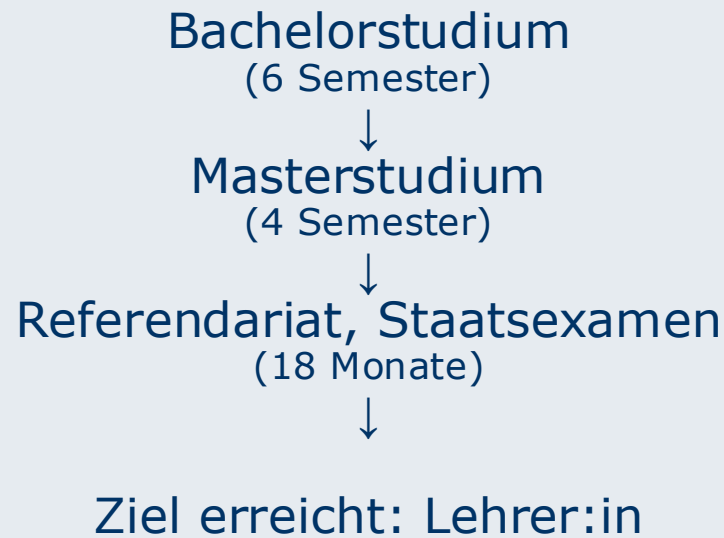 Bachelorstudium
(6 Semester)
↓
Masterstudium
(4 Semester)
↓
Referendariat, Staatsexamen
(18 Monate)
↓
Ziel erreicht: Lehrer:in